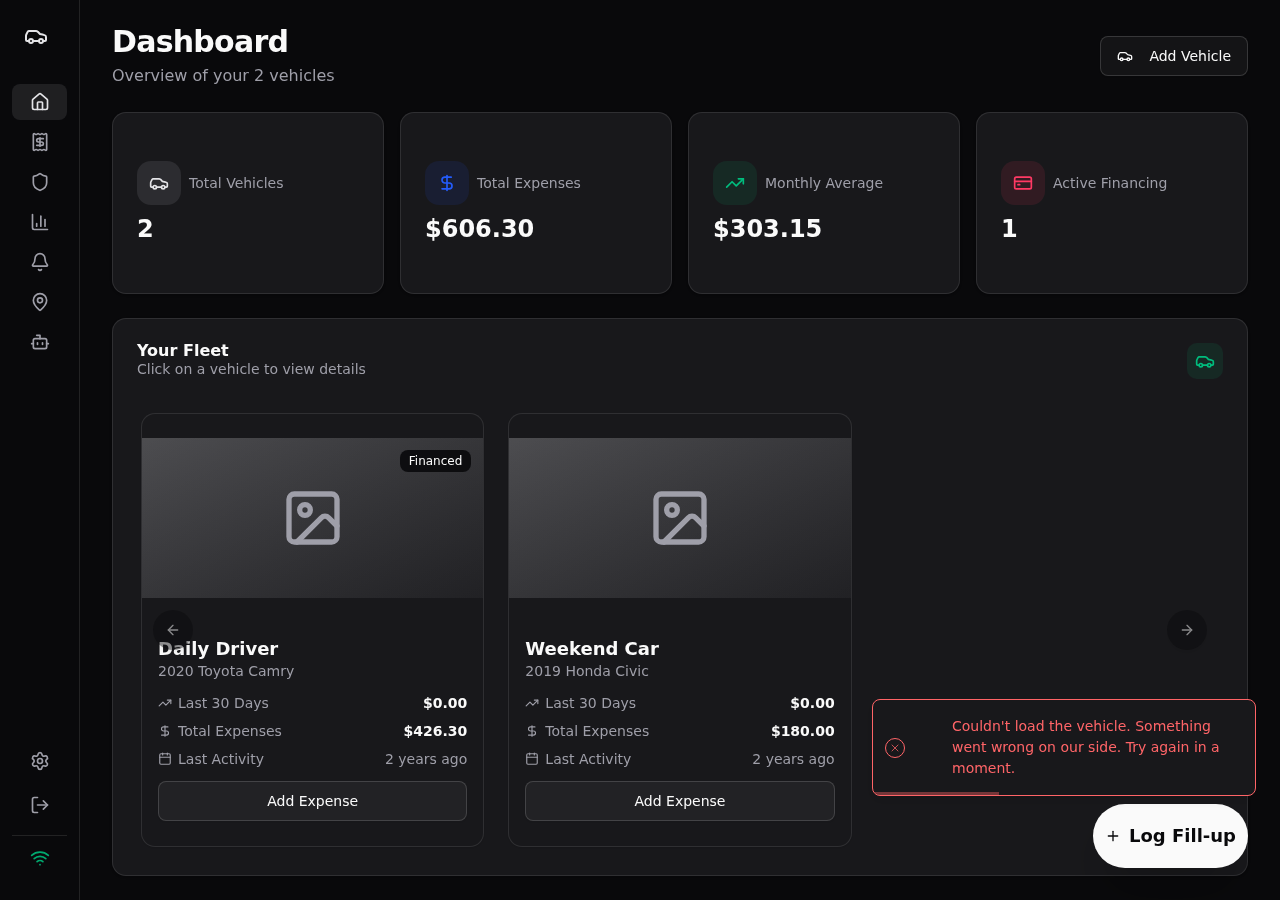 Dashboard
Overview of your 2 vehicles
Add Vehicle
Total Vehicles
2
Total Expenses
$606.30
Monthly Average
$303.15
Active Financing
1
Your Fleet
Click on a vehicle to view details
Financed
Daily Driver
2020 Toyota Camry
Last 30 Days $0.00
Total Expenses $426.30
Last Activity 2 years ago
Add Expense
Weekend Car
2019 Honda Civic
Last 30 Days $0.00
Total Expenses $180.00
Last Activity 2 years ago
Add Expense
Couldn't load the vehicle. Something
went wrong on our side. Try again in a
moment.
Log Fill-up